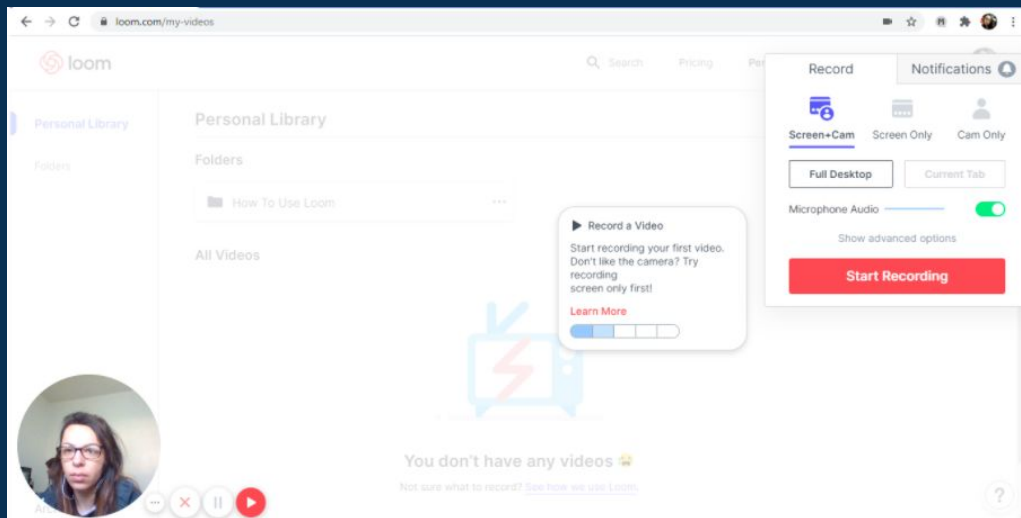 loom.com/my-videos
loom
Search
Pricing
Record
Notifications
Personal Library
Personal Library
Folders
Folders
How To Use Loom
All Videos
Screen+Cam
Screen Only
Cam Only
Full Desktop
Current Tab
Microphone Audio
Show advanced options
Start Recording
Record a Video
Start recording your first video.
Don't like the camera? Try
recording
screen only first!
Learn More
You don't have any videos 😭
Not sure what to record? See how we use Loom.
?